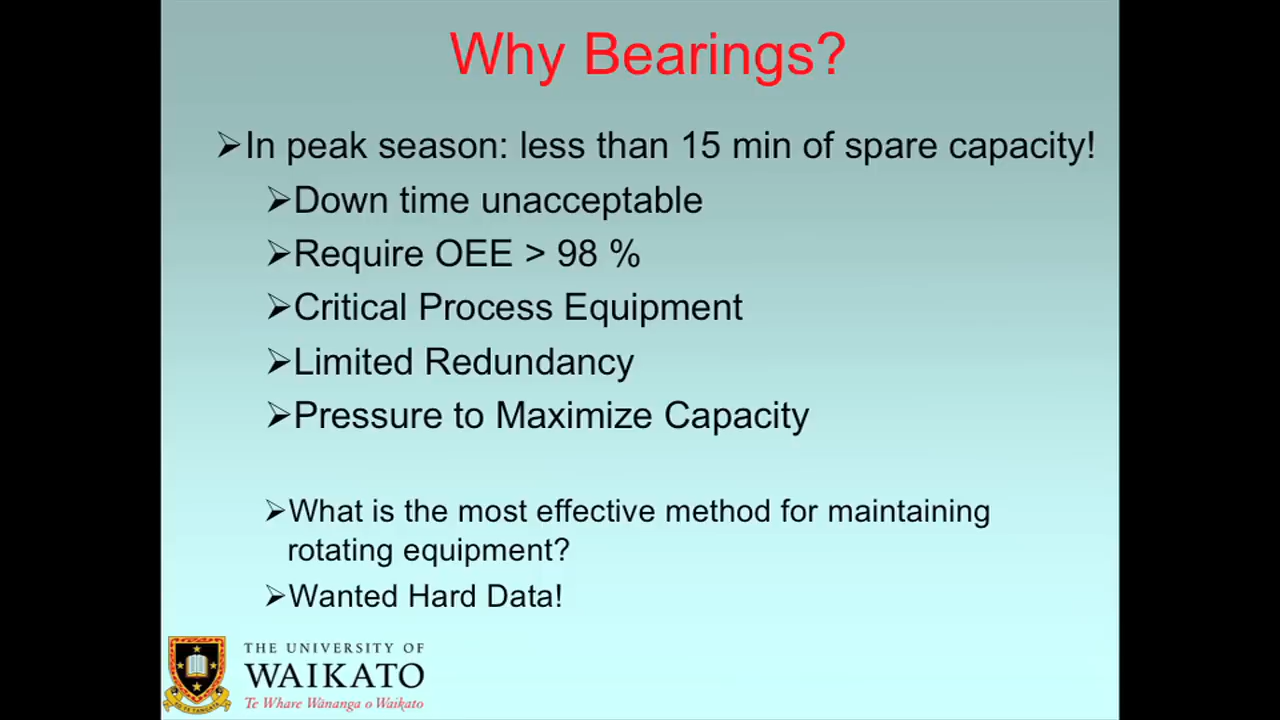 Why Bearings?
➢In peak season: less than 15 min of spare capacity!
➢Down time unacceptable
➢Require OEE > 98 %
➢Critical Process Equipment
➢Limited Redundancy
➢Pressure to Maximize Capacity
➢What is the most effective method for maintaining
rotating equipment?
➢Wanted Hard Data!
THE UNIVERSITY OF
WAIKATO
Te Whare Wānanga o Waikato